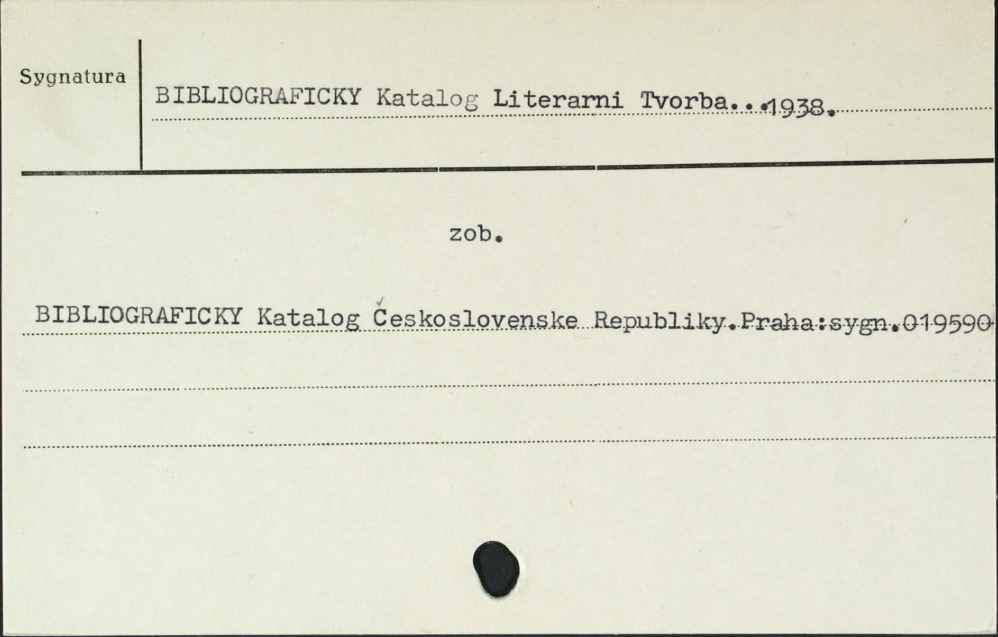 Sygnatura
BIBLIOGRAFICKY Katalog Literarni Tvorba...1938.
zob.
BIBLIOGRAFICKY Katalog Československe Republiky.Praha:sygn.019590